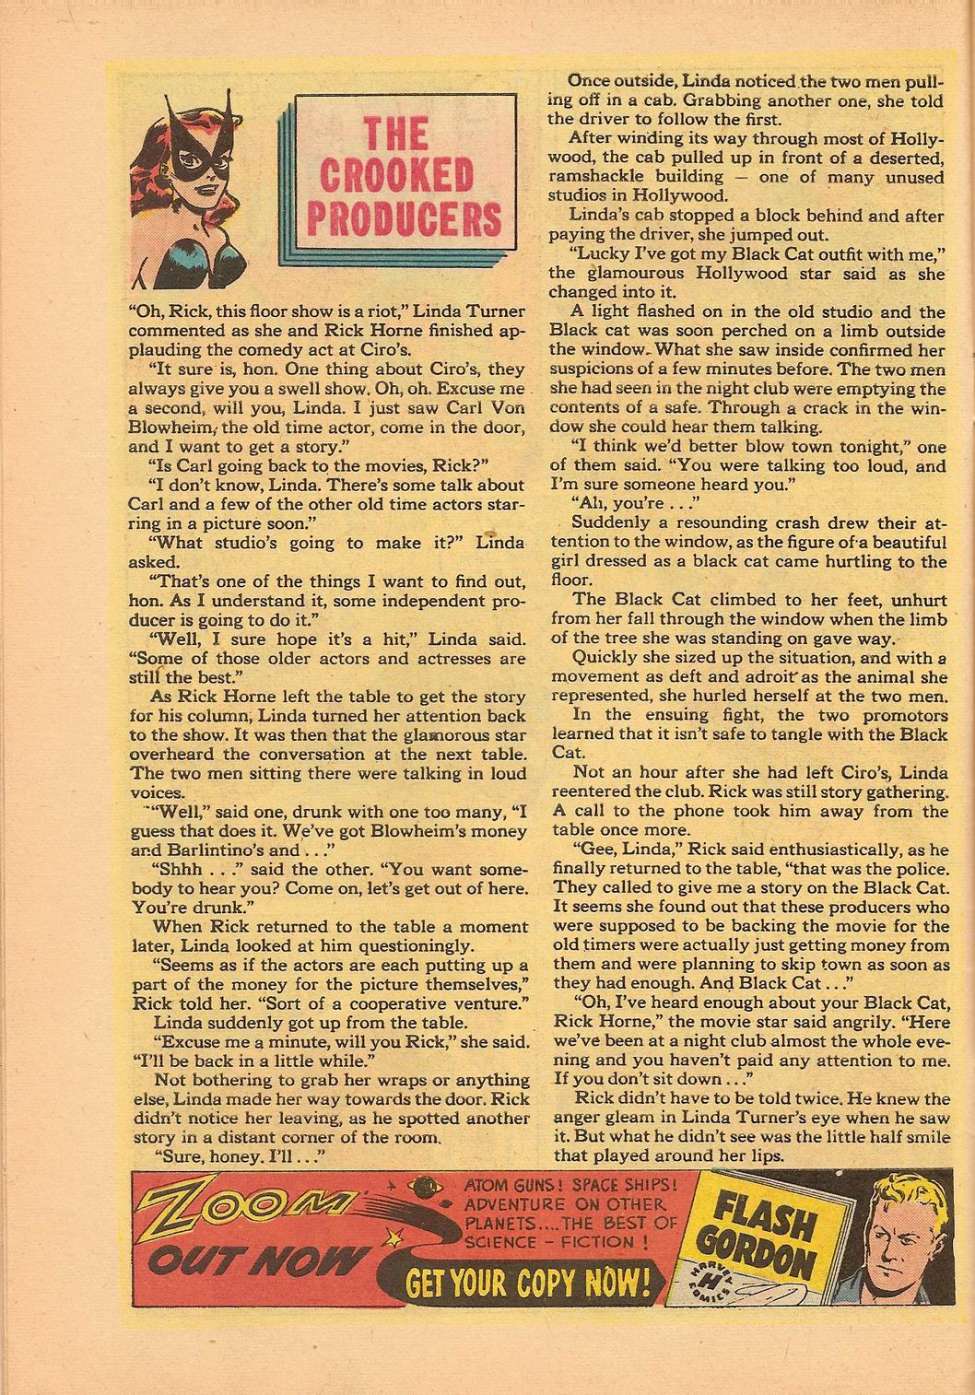 THE
CROOKED
PRODUCERS
“Oh, Rick, this floor show is a riot,” Linda Turner
commented as she and Rick Horne finished ap-
plauding the comedy act at Ciro's.
“It sure is, hon. One thing about Ciro's, they
always give you a swell show. Oh, oh. Excuse me
a second, will you, Linda. I just saw Carl Von
Blowheim, the old time actor, come in the door,
and I want to get a story.”
“Is Carl going back to the movies, Rick?”
“I don't know, Linda. There's some talk about
Carl and a few of the other old time actors star-
ring in a picture soon.”
“What studio's going to make it?” Linda
asked.
“That's one of the things I want to find out,
hon. As I understand it, some independent pro-
ducer is going to do it.”
“Well, I sure hope it's a hit,” Linda said.
“Some of those older actors and actresses are
still the best.”
As Rick Horne left the table to get the story
for his column, Linda turned her attention back
to the show. It was then that the glamorous star
overheard the conversation at the next table.
The two men sitting there were talking in loud
voices.
“Well,” said one, drunk with one too many, “I
guess that does it. We've got Blowheim's money
and Barlintino's and . . .”
“Shhh . . .” said the other. “You want some-
body to hear you? Come on, let's get out of here.
You're drunk.”
When Rick returned to the table a moment
later, Linda looked at him questioningly.
“Seems as if the actors are each putting up a
part of the money for the picture themselves,”
Rick told her. “Sort of a cooperative venture.”
Linda suddenly got up from the table.
“Excuse me a minute, will you Rick,” she said.
“I'll be back in a little while.”
Not bothering to grab her wraps or anything
else, Linda made her way towards the door. Rick
didn't notice her leaving, as he spotted another
story in a distant corner of the room.
“Sure, honey. I'll . . .”
Once outside, Linda noticed the two men pull-
ing off in a cab. Grabbing another one, she told
the driver to follow the first.
After winding its way through most of Holly-
wood, the cab pulled up in front of a deserted,
ramshackle building — one of many unused
studios in Hollywood.
Linda's cab stopped a block behind and after
paying the driver, she jumped out.
“Lucky I've got my Black Cat outfit with me,”
the glamourous Hollywood star said as she
changed into it.
A light flashed on in the old studio and the
Black cat was soon perched on a limb outside
the window. What she saw inside confirmed her
suspicions of a few minutes before. The two men
she had seen in the night club were emptying the
contents of a safe. Through a crack in the win-
dow she could hear them talking.
“I think we'd better blow town tonight,” one
of them said. “You were talking too loud, and
I'm sure someone heard you.”
“Ah, you're . . .”
Suddenly a resounding crash drew their at-
tention to the window, as the figure of a beautiful
girl dressed as a black cat came hurtling to the
floor.
The Black Cat climbed to her feet, unhurt
from her fall through the window when the limb
of the tree she was standing on gave way.
Quickly she sized up the situation, and with a
movement as deft and adroit as the animal she
represented, she hurled herself at the two men.
In the ensuing fight, the two promotors
learned that it isn't safe to tangle with the Black
Cat.
Not an hour after she had left Ciro's, Linda
reentered the club. Rick was still story gathering.
A call to the phone took him away from the
table once more.
“Gee, Linda,” Rick said enthusiastically, as he
finally returned to the table, “that was the police.
They called to give me a story on the Black Cat.
It seems she found out that these producers who
were supposed to be backing the movie for the
old timers were actually just getting money from
them and were planning to skip town as soon as
they had enough. And Black Cat . . .”
“Oh, I've heard enough about your Black Cat,
Rick Horne,” the movie star said angrily. “Here
we've been at a night club almost the whole eve-
ning and you haven't paid any attention to me.
If you don't sit down . . .”
Rick didn't have to be told twice. He knew the
anger gleam in Linda Turner's eye when he saw
it. But what he didn't see was the little half smile
that played around her lips.
ZOOM
OUT NOW
ATOM GUNS! SPACE SHIPS!
ADVENTURE ON OTHER
PLANETS....THE BEST OF
SCIENCE-FICTION!
GET YOUR COPY NOW!
FLASH
GORDON
HARVEY
H
COMICS